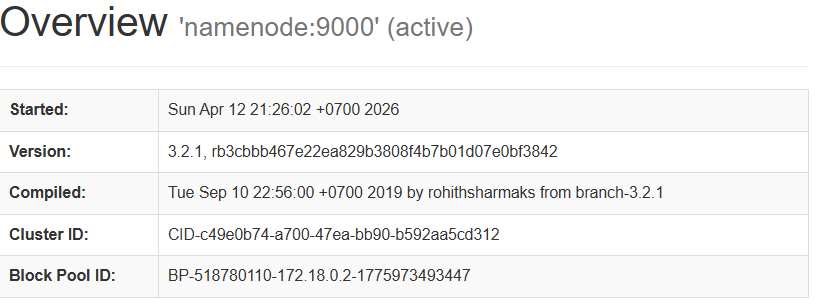 Overview 'namenode:9000' (active)
Started: Sun Apr 12 21:26:02 +0700 2026
Version: 3.2.1, rb3cbbb467e22ea829b3808f4b7b01d07e0bf3842
Compiled: Tue Sep 10 22:56:00 +0700 2019 by rohithsharmaks from branch-3.2.1
Cluster ID: CID-c49e0b74-a700-47ea-bb90-b592aa5cd312
Block Pool ID: BP-518780110-172.18.0.2-1775973493447